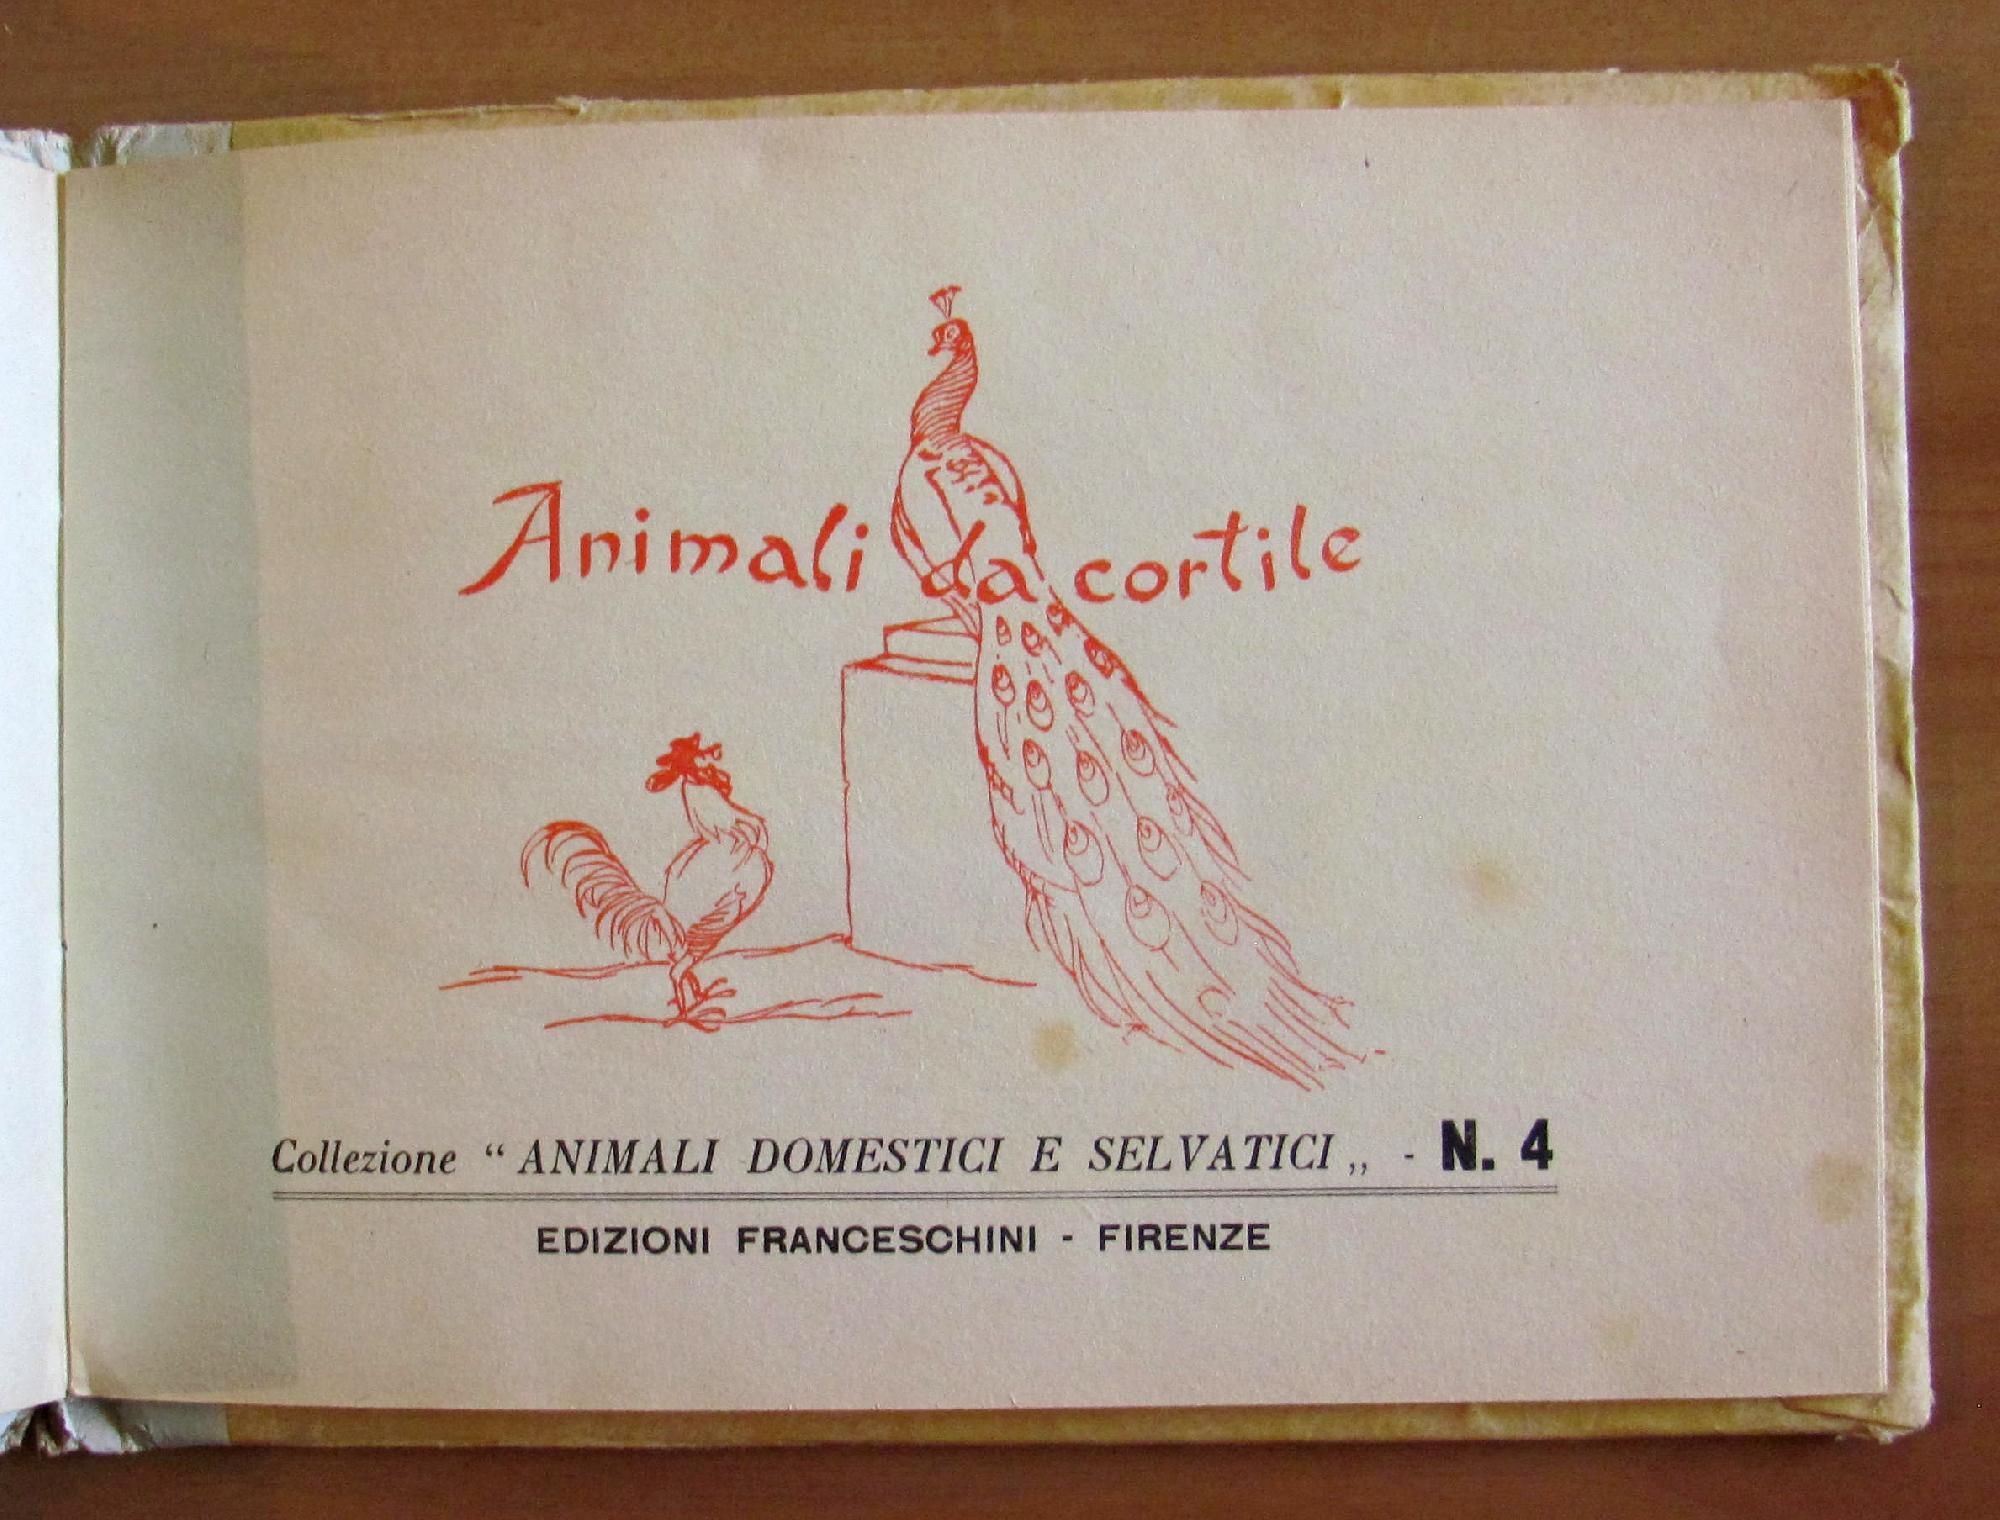 Animali da cortile
Collezione “ ANIMALI DOMESTICI E SELVATICI „ - N. 4
EDIZIONI FRANCESCHINI - FIRENZE